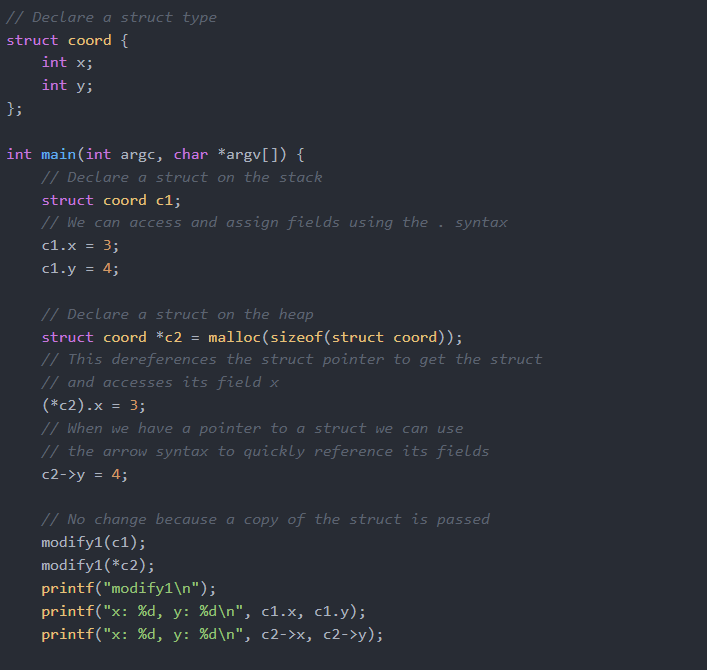 // Declare a struct type
struct coord {
    int x;
    int y;
};

int main(int argc, char *argv[]) {
    // Declare a struct on the stack
    struct coord c1;
    // We can access and assign fields using the . syntax
    c1.x = 3;
    c1.y = 4;

    // Declare a struct on the heap
    struct coord *c2 = malloc(sizeof(struct coord));
    // This dereferences the struct pointer to get the struct
    // and accesses its field x
    (*c2).x = 3;
    // When we have a pointer to a struct we can use
    // the arrow syntax to quickly reference its fields
    c2->y = 4;

    // No change because a copy of the struct is passed
    modify1(c1);
    modify1(*c2);
    printf("modify1\n");
    printf("x: %d, y: %d\n", c1.x, c1.y);
    printf("x: %d, y: %d\n", c2->x, c2->y);